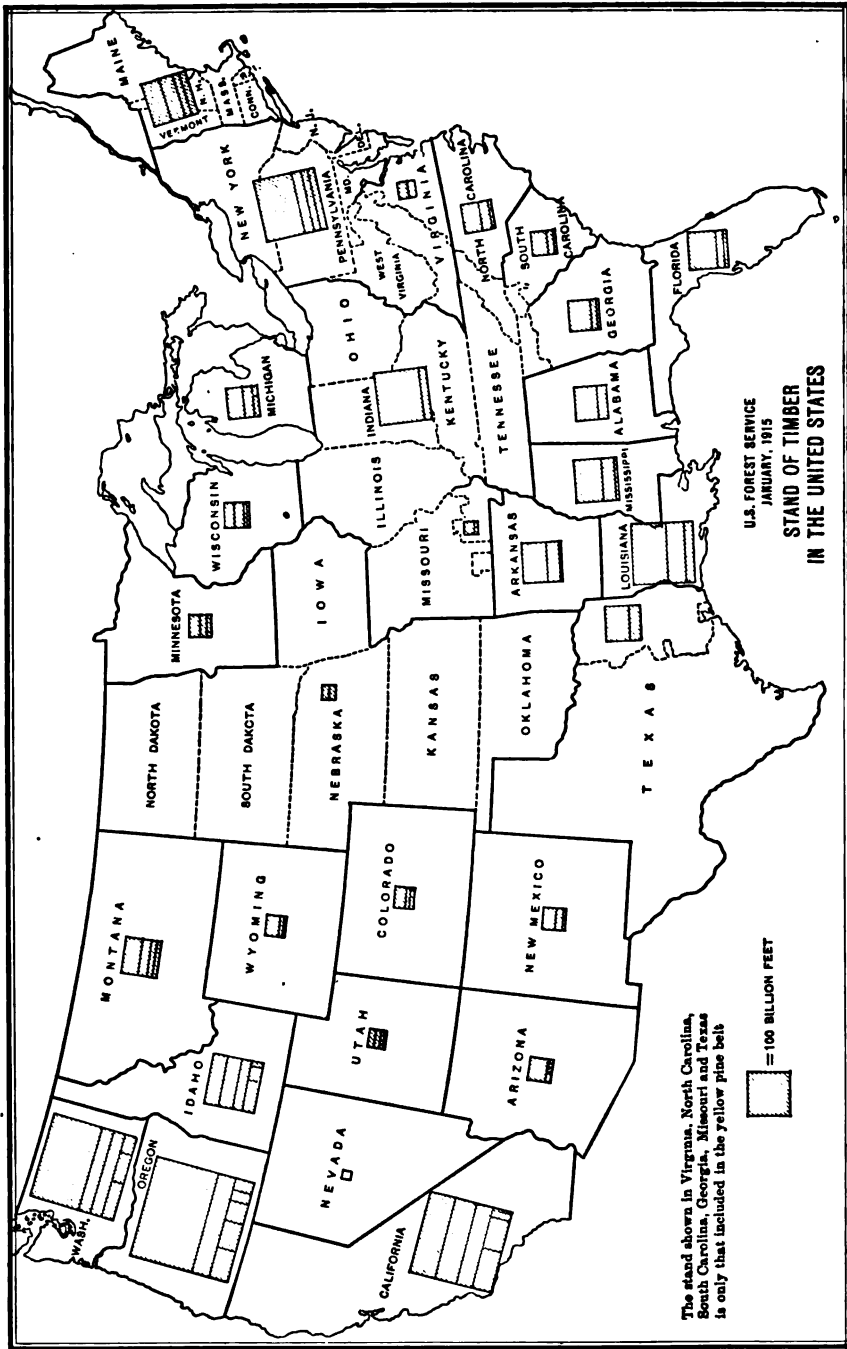 U.S. FOREST SERVICE
JANUARY, 1915
STAND OF TIMBER
IN THE UNITED STATES
WASH.
OREGON
CALIFORNIA
IDAHO
NEVADA
MONTANA
WYOMING
UTAH
COLORADO
ARIZONA
NEW MEXICO
NORTH DAKOTA
SOUTH DAKOTA
NEBRASKA
KANSAS
OKLAHOMA
TEXAS
MINNESOTA
IOWA
MISSOURI
ARKANSAS
LOUISIANA
WISCONSIN
ILLINOIS
MICHIGAN
INDIANA
OHIO
KENTUCKY
TENNESSEE
MISSISSIPPI
ALABAMA
GEORGIA
FLORIDA
SOUTH
CAROLINA
NORTH CAROLINA
VIRGINIA
WEST
VIRGINIA
MD.
DEL.
PENNSYLVANIA
N.J.
NEW YORK
CONN.
R.I.
MASS.
VERMONT
N.H.
MAINE
The stand shown in Virginia, North Carolina,
South Carolina, Georgia, Missouri and Texas
is only that included in the yellow pine belt
=100 BILLION FEET